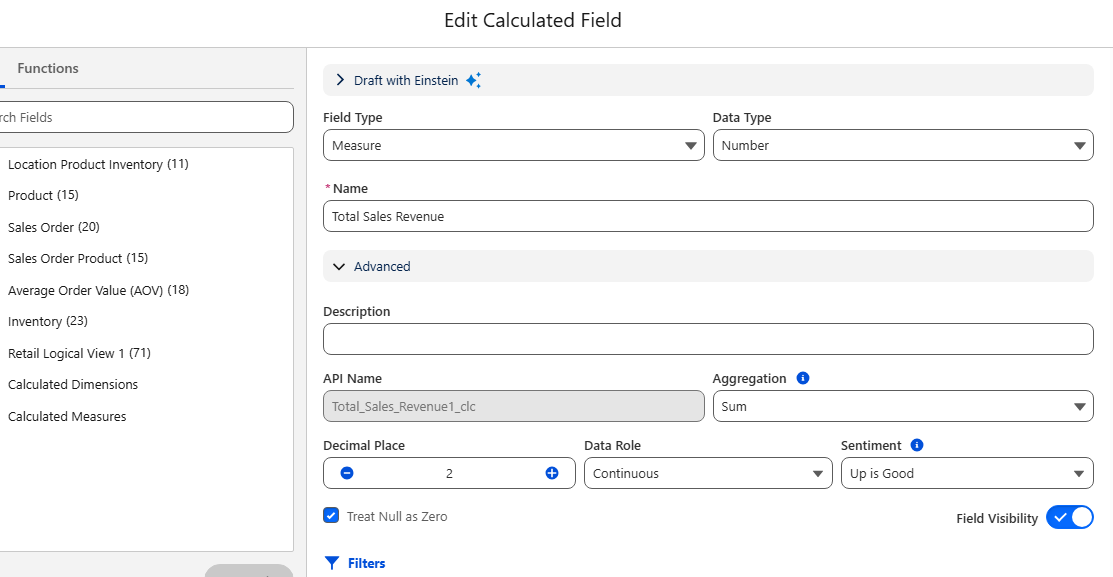 Edit Calculated Field
Functions
rch Fields
Location Product Inventory (11)
Product (15)
Sales Order (20)
Sales Order Product (15)
Average Order Value (AOV) (18)
Inventory (23)
Retail Logical View 1 (71)
Calculated Dimensions
Calculated Measures
Draft with Einstein
Field Type
Data Type
Measure
Number
* Name
Total Sales Revenue
Advanced
Description
API Name
Aggregation
Total_Sales_Revenue1_clc
Sum
Decimal Place
Data Role
Sentiment
2
Continuous
Up is Good
Treat Null as Zero
Field Visibility
Filters